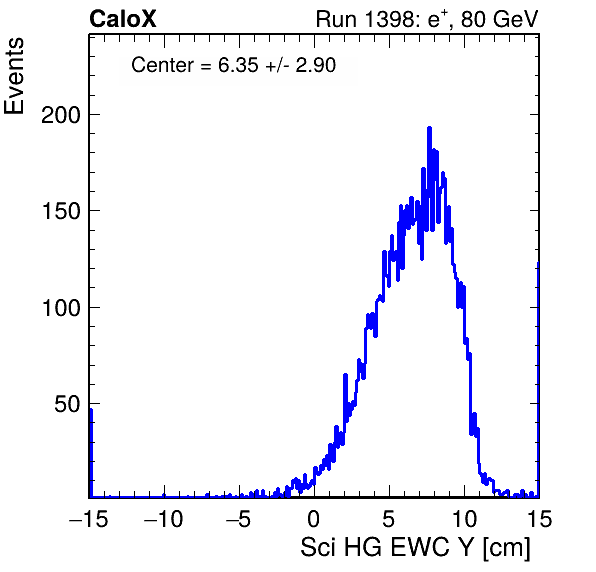 CaloX
Run 1398: e+, 80 GeV
Center = 6.35 +/- 2.90
Events
200
150
100
50
−15 −10 −5 0 5 10 15
Sci HG EWC Y [cm]